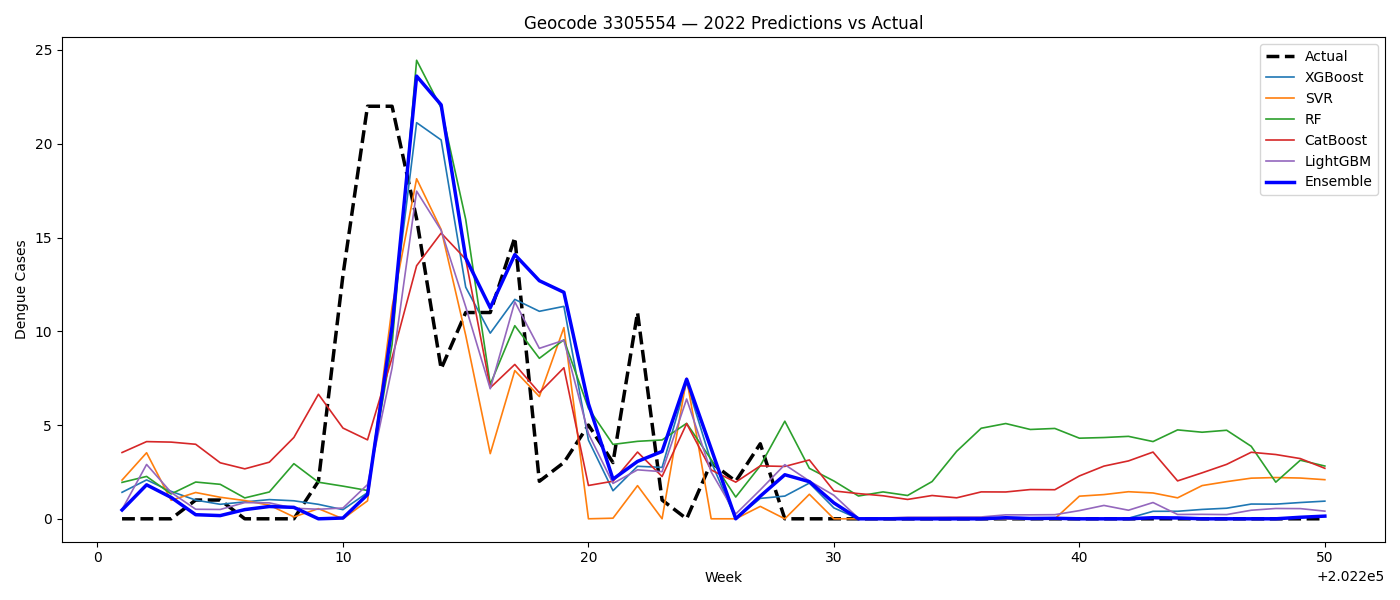 Geocode 3305554 — 2022 Predictions vs Actual
Dengue Cases
25
20
15
10
5
0
Actual
XGBoost
SVR
RF
CatBoost
LightGBM
Ensemble
0 10 20 30 40 50
Week
+2.022e5